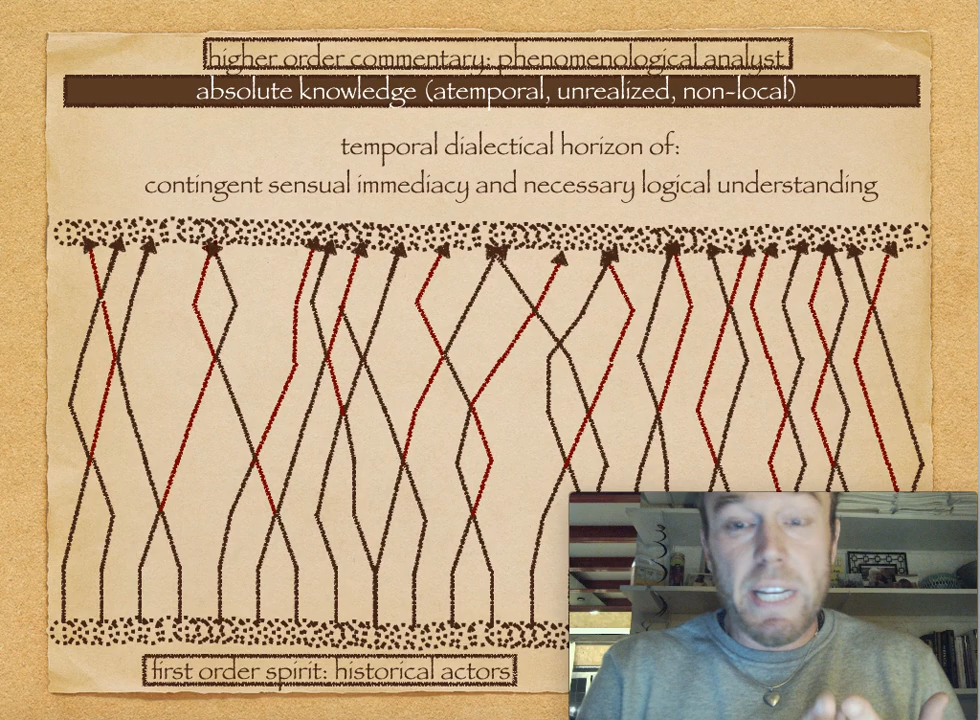 higher order commentary: phenomenological analyst
absolute knowledge (atemporal, unrealized, non-local)
temporal dialectical horizon of:
contingent sensual immediacy and necessary logical understanding
first order spirit: historical actors